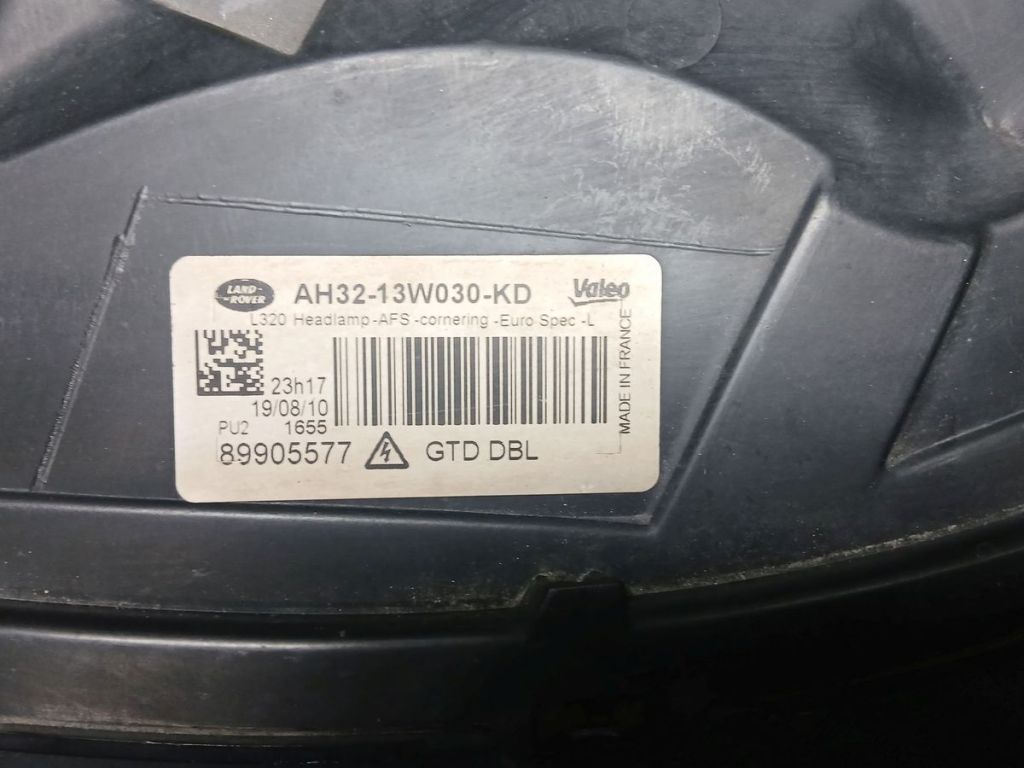 LAND-
ROVER
AH32-13W030-KD
Valeo
L320 Headlamp -AFS -cornering -Euro Spec -L
23h17
19/08/10
PU2 1655
89905577 GTD DBL
MADE IN FRANCE